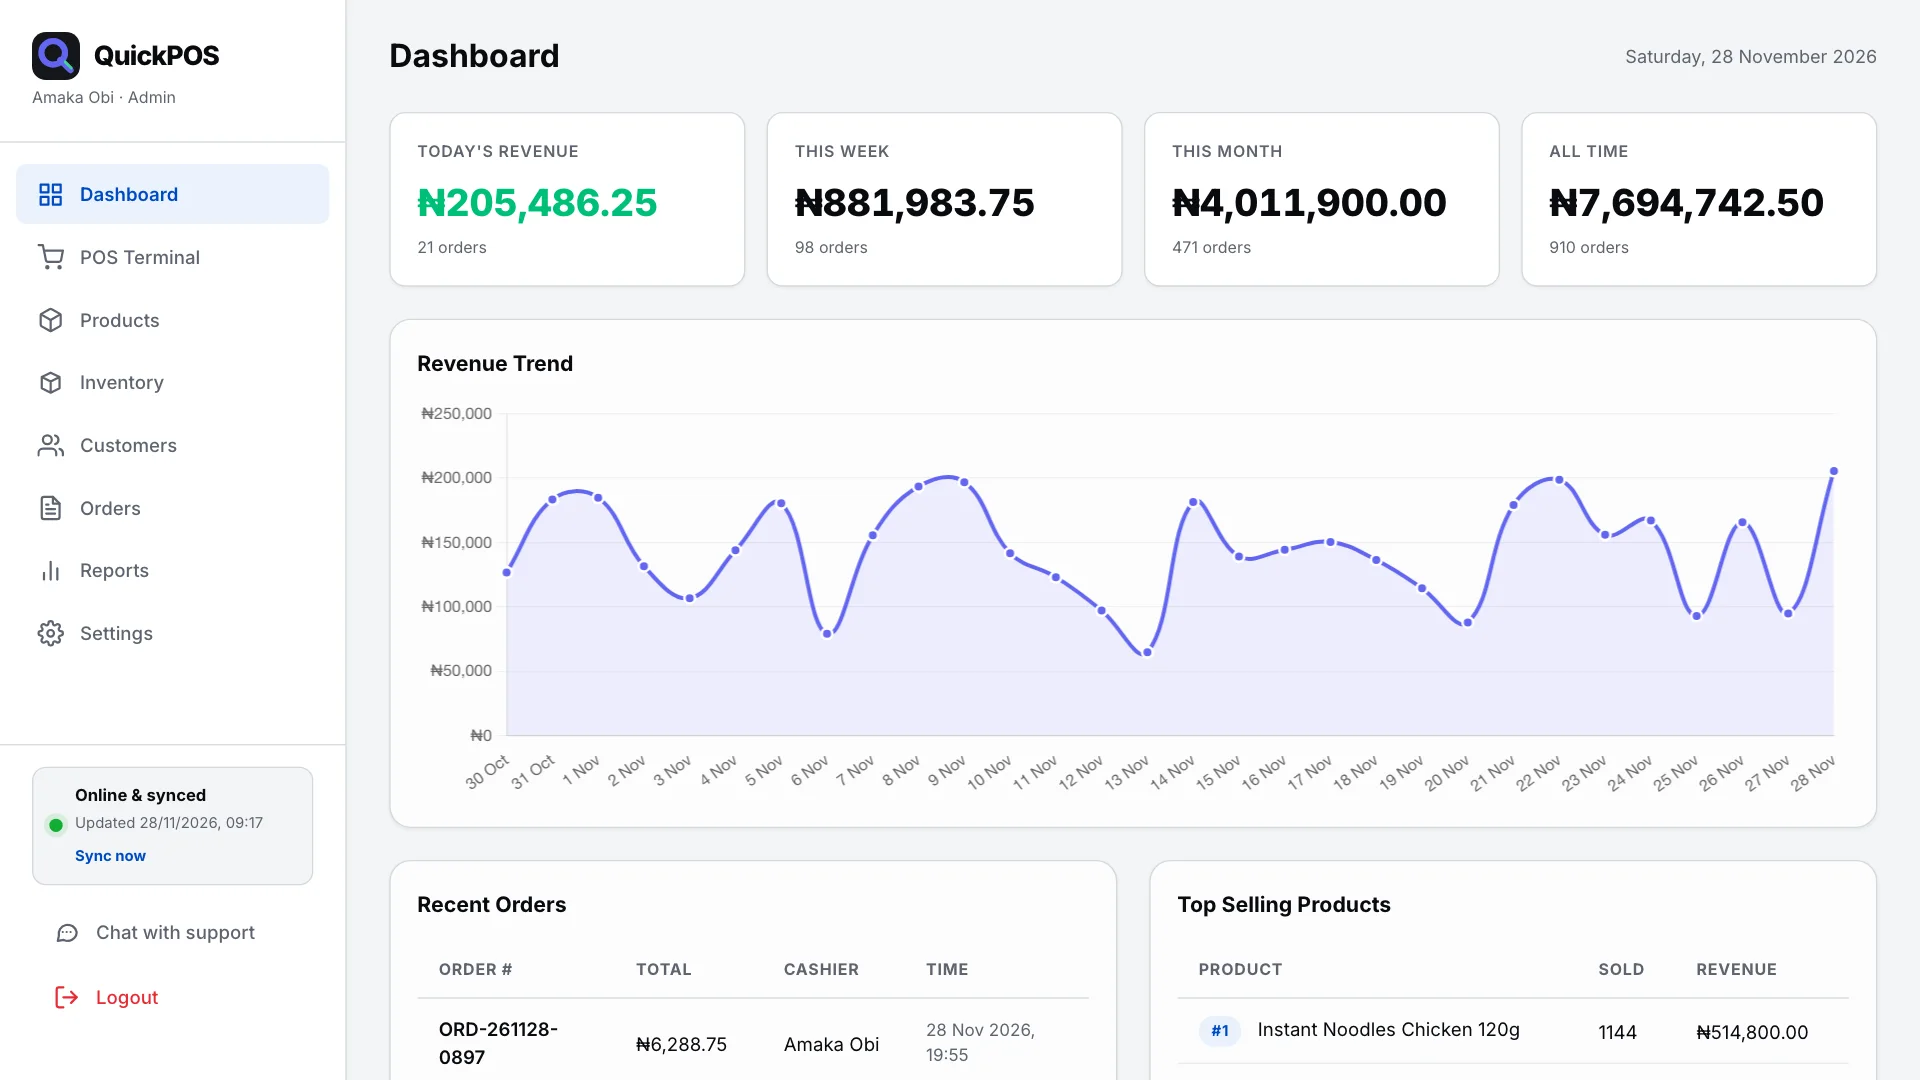 QuickPOS
Amaka Obi · Admin
Dashboard
POS Terminal
Products
Inventory
Customers
Orders
Reports
Settings
Online & synced
Updated 28/11/2026, 09:17
Sync now
Chat with support
Logout
Dashboard
Saturday, 28 November 2026
TODAY'S REVENUE
₦205,486.25
21 orders
THIS WEEK
₦881,983.75
98 orders
THIS MONTH
₦4,011,900.00
471 orders
ALL TIME
₦7,694,742.50
910 orders
Revenue Trend
₦250,000
₦200,000
₦150,000
₦100,000
₦50,000
₦0
30 Oct
31 Oct
1 Nov
2 Nov
3 Nov
4 Nov
5 Nov
6 Nov
7 Nov
8 Nov
9 Nov
10 Nov
11 Nov
12 Nov
13 Nov
14 Nov
15 Nov
16 Nov
17 Nov
18 Nov
19 Nov
20 Nov
21 Nov
22 Nov
23 Nov
24 Nov
25 Nov
26 Nov
27 Nov
28 Nov
Recent Orders
ORDER # TOTAL CASHIER TIME
ORD-261128-
0897
₦6,288.75
Amaka Obi
28 Nov 2026,
19:55
Top Selling Products
PRODUCT SOLD REVENUE
#1 Instant Noodles Chicken 120g 1144 ₦514,800.00